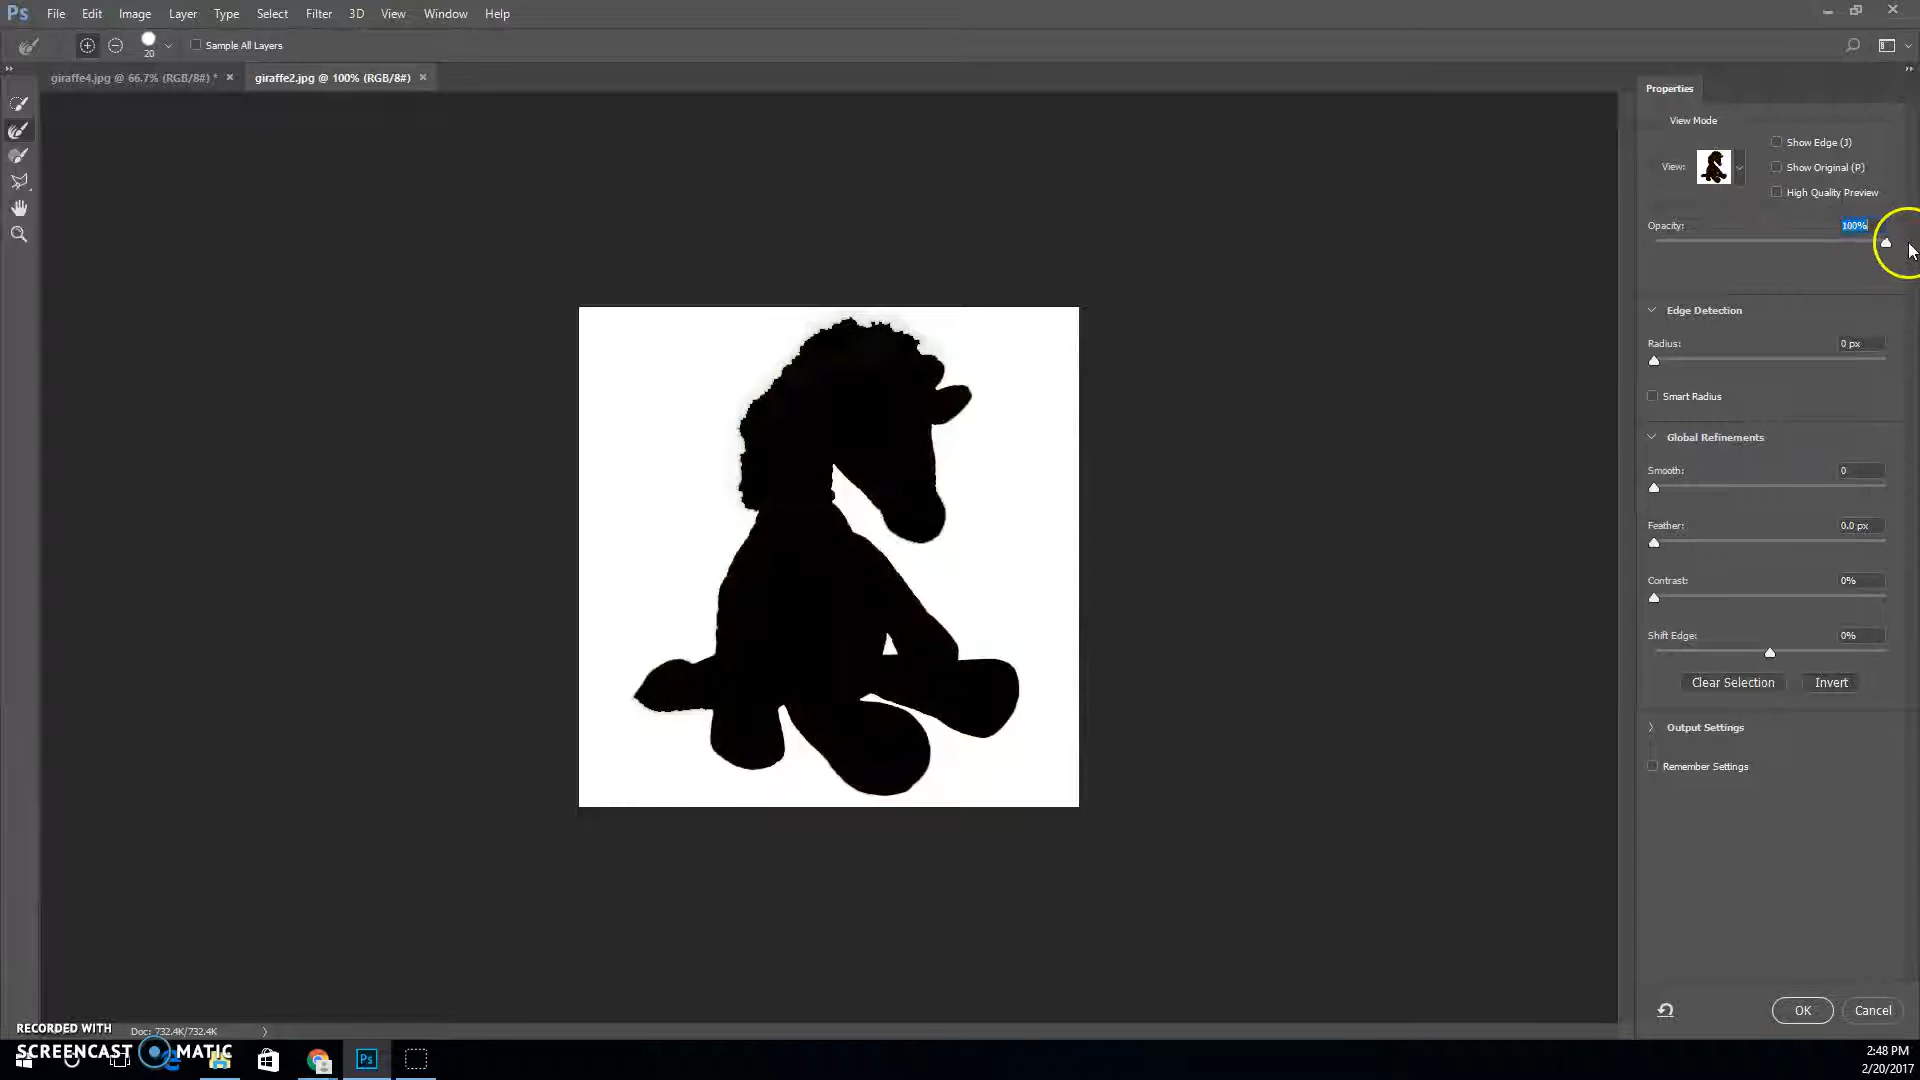 Ps File Edit Image Layer Type Select Filter 3D View Window Help
20 Sample All Layers
giraffe4.jpg @ 66.7% (RGB/8#) * × giraffe2.jpg @ 100% (RGB/8#) ×
Properties
View Mode
Show Edge (J)
View: Show Original (P)
High Quality Preview
Opacity: 100%
Edge Detection
Radius: 0 px
Smart Radius
Global Refinements
Smooth: 0
Feather: 0.0 px
Contrast: 0%
Shift Edge: 0%
Clear Selection Invert
Output Settings
Remember Settings
OK Cancel
RECORDED WITH Doc: 732.4K/732.4K
SCREENCAST MATIC
Ps
2:48 PM
2/20/2017